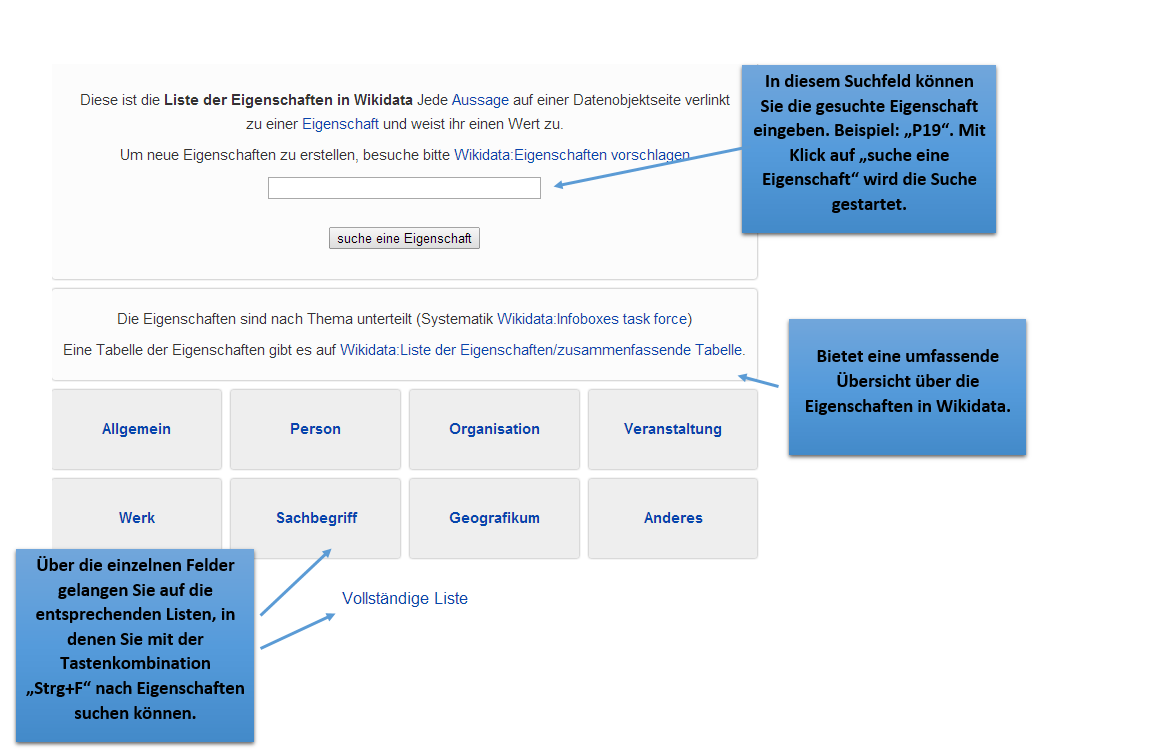 Diese ist die Liste der Eigenschaften in Wikidata Jede Aussage auf einer Datenobjektseite verlinkt
zu einer Eigenschaft und weist ihr einen Wert zu.
Um neue Eigenschaften zu erstellen, besuche bitte Wikidata:Eigenschaften vorschlagen.
suche eine Eigenschaft
In diesem Suchfeld können
Sie die gesuchte Eigenschaft
eingeben. Beispiel: „P19“. Mit
Klick auf „suche eine
Eigenschaft“ wird die Suche
gestartet.
Die Eigenschaften sind nach Thema unterteilt (Systematik Wikidata:Infoboxes task force)
Eine Tabelle der Eigenschaften gibt es auf Wikidata:Liste der Eigenschaften/zusammenfassende Tabelle.
Bietet eine umfassende
Übersicht über die
Eigenschaften in Wikidata.
Allgemein
Person
Organisation
Veranstaltung
Werk
Sachbegriff
Geografikum
Anderes
Über die einzelnen Felder
gelangen Sie auf die
entsprechenden Listen, in
denen Sie mit der
Tastenkombination
„Strg+F“ nach Eigenschaften
suchen können.
Vollständige Liste